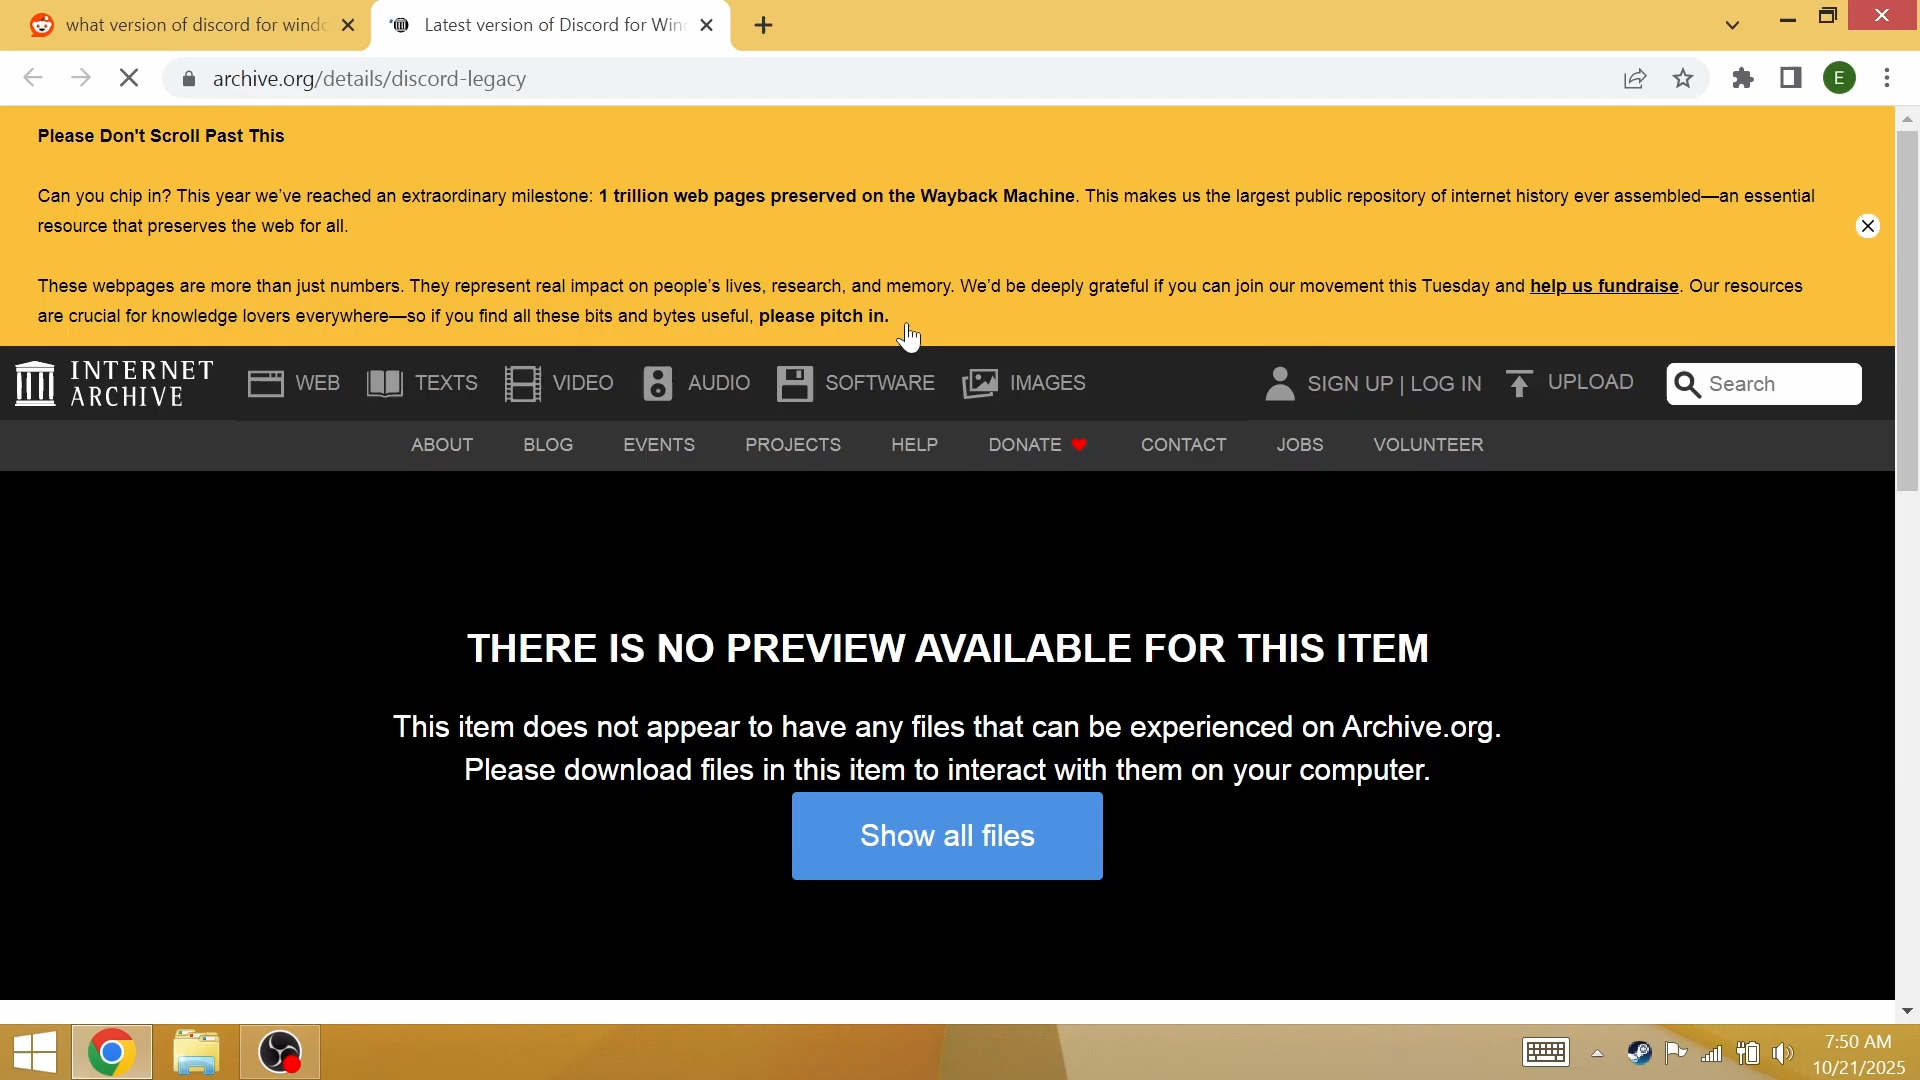 what version of discord for windo
Latest version of Discord for Win
archive.org/details/discord-legacy
E
Please Don't Scroll Past This
Can you chip in? This year we've reached an extraordinary milestone: 1 trillion web pages preserved on the Wayback Machine. This makes us the largest public repository of internet history ever assembled—an essential
resource that preserves the web for all.
These webpages are more than just numbers. They represent real impact on people's lives, research, and memory. We'd be deeply grateful if you can join our movement this Tuesday and help us fundraise. Our resources
are crucial for knowledge lovers everywhere—so if you find all these bits and bytes useful, please pitch in.
INTERNET
ARCHIVE
WEB
TEXTS
VIDEO
AUDIO
SOFTWARE
IMAGES
SIGN UP | LOG IN
UPLOAD
Search
ABOUT
BLOG
EVENTS
PROJECTS
HELP
DONATE
CONTACT
JOBS
VOLUNTEER
THERE IS NO PREVIEW AVAILABLE FOR THIS ITEM
This item does not appear to have any files that can be experienced on Archive.org.
Please download files in this item to interact with them on your computer.
Show all files
7:50 AM
10/21/2025